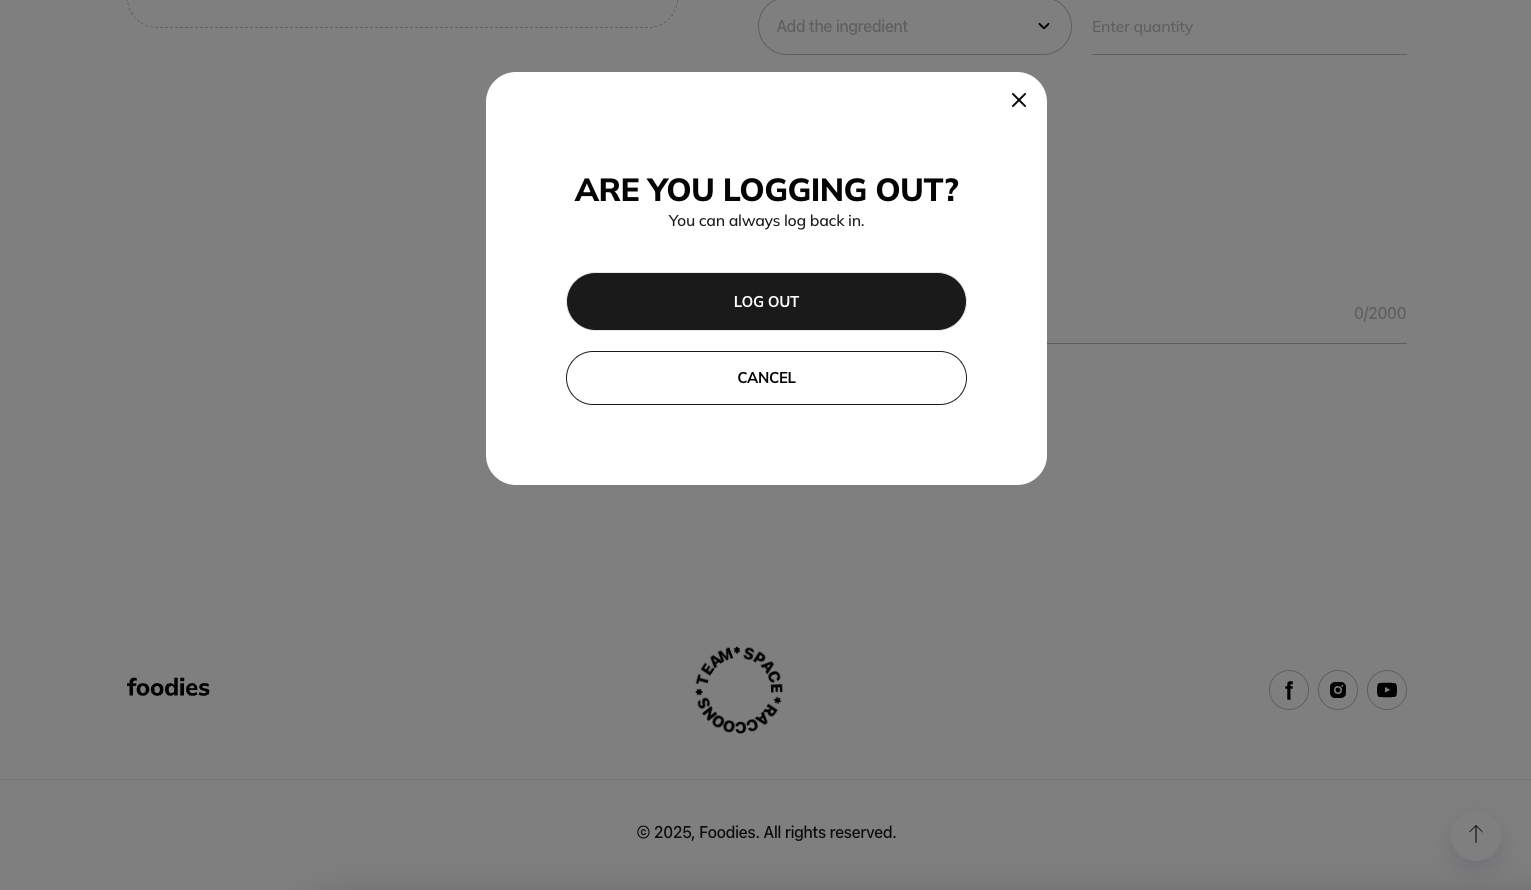 Add the ingredient
Enter quantity
ARE YOU LOGGING OUT?
You can always log back in.
LOG OUT
0/2000
CANCEL
foodies
TEAM* SPACE * RACCOONS *
© 2025, Foodies. All rights reserved.